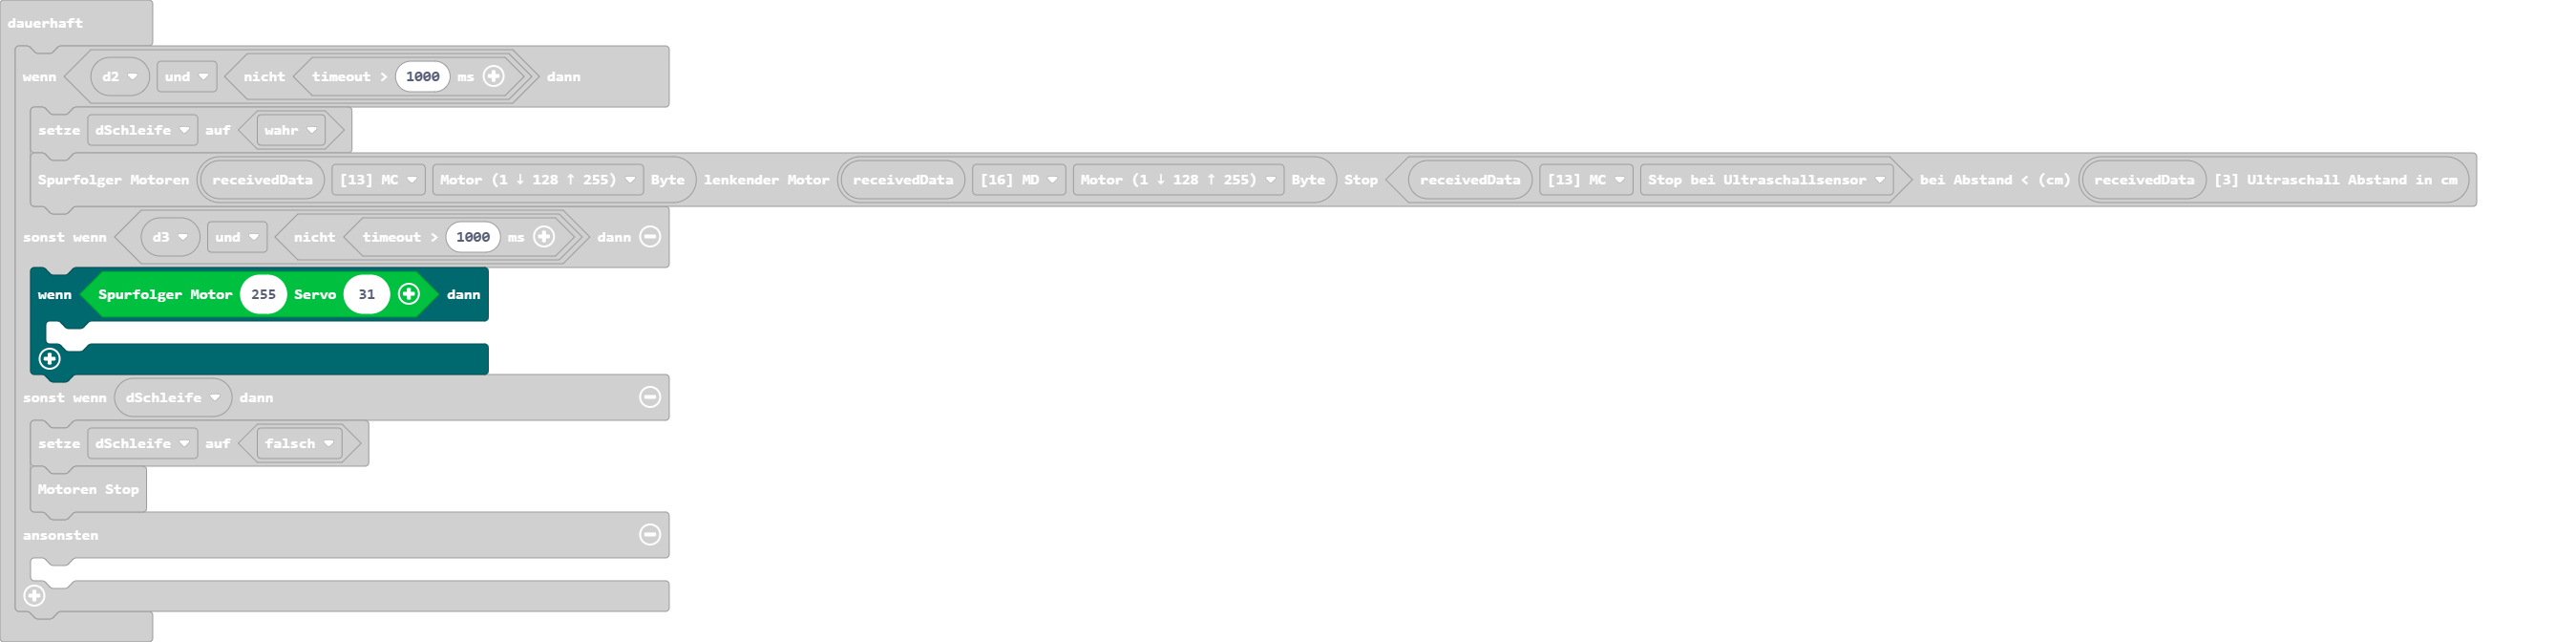 dauerhaft
wenn d2 und nicht timeout > 1000 ms dann
setze dSchleife auf wahr
Spurfolger Motoren receivedData [13] MC Motor (1 ↓ 128 ↑ 255) Byte lenkender Motor receivedData [16] MD Motor (1 ↓ 128 ↑ 255) Byte Stop receivedData [13] MC Stop bei Ultraschallsensor bei Abstand < (cm) receivedData [3] Ultraschall Abstand in cm
sonst wenn d3 und nicht timeout > 1000 ms dann
wenn Spurfolger Motor 255 Servo 31 dann
sonst wenn dSchleife dann
setze dSchleife auf falsch
Motoren Stop
ansonsten